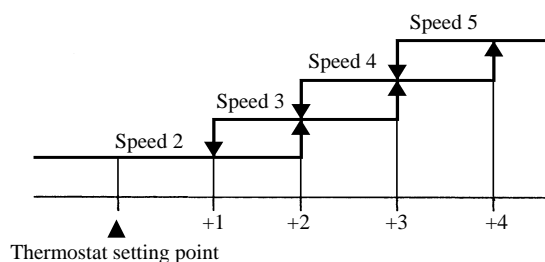 Speed 5
Speed 4
Speed 3
Speed 2
+1 +2 +3 +4
Thermostat setting point